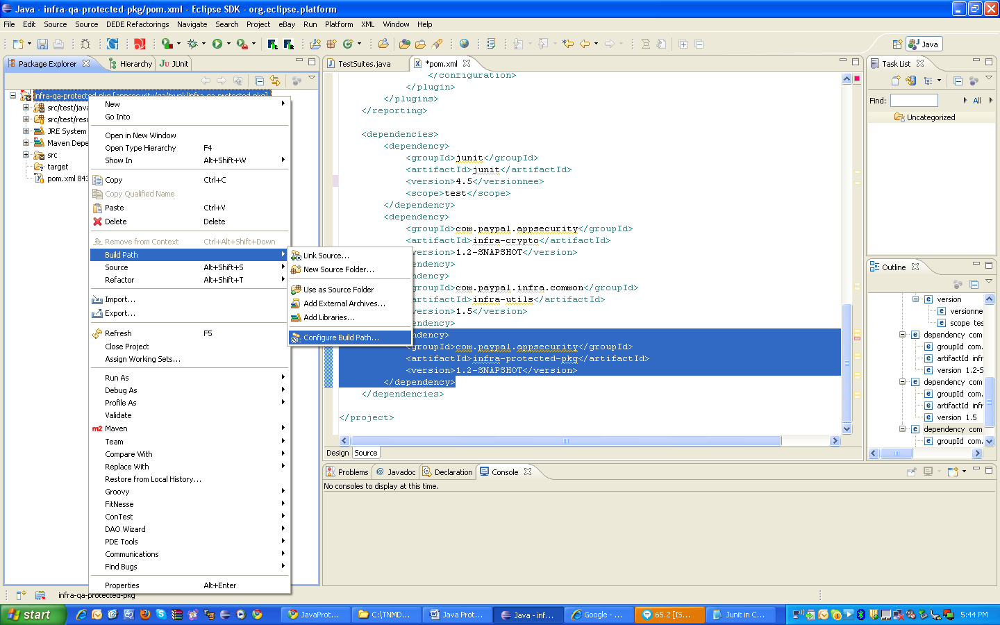 Java - infra-qa-protected-pkg/pom.xml - Eclipse SDK - org.eclipse.platform
File Edit Source Source DEDE Refactorings Navigate Search Project eBay Run Platform XML Window Help
Java
Package Explorer Hierarchy JUnit
infra-qa-protected-pkg [appsecurity/qa/trunk/infra-qa-protected-pkg]
src/test/java
src/test/reso
JRE System
Maven Depe
src
target
pom.xml 843
New
Go Into
Open in New Window
Open Type Hierarchy F4
Show In Alt+Shift+W
Copy Ctrl+C
Copy Qualified Name
Paste Ctrl+V
Delete Delete
Remove from Context Ctrl+Alt+Shift+Down
Build Path
Source Alt+Shift+S
Refactor Alt+Shift+T
Import...
Export...
Refresh F5
Close Project
Assign Working Sets...
Run As
Debug As
Profile As
Validate
m2 Maven
Team
Compare With
Replace With
Restore from Local History...
Groovy
FitNesse
ConTest
DAO Wizard
PDE Tools
Communications
Find Bugs
Properties Alt+Enter
Link Source...
New Source Folder...
Use as Source Folder
Add External Archives...
Add Libraries...
Configure Build Path...
TestSuites.java *pom.xml
</configuration>
</plugin>
</plugins>
</reporting>
<dependencies>
<dependency>
<groupId>junit</groupId>
<artifactId>junit</artifactId>
<version>4.5</versionnee>
<scope>test</scope>
</dependency>
<dependency>
<groupId>com.paypal.appsecurity</groupId>
<artifactId>infra-crypto</artifactId>
version>1.2-SNAPSHOT</version>
ndency>
ndency>
groupId>com.paypal.infra.common</groupId>
artifactId>infra-utils</artifactId>
version>1.5</version>
ndency>
ndency>
<groupId>com.paypal.appsecurity</groupId>
<artifactId>infra-protected-pkg</artifactId>
<version>1.2-SNAPSHOT</version>
</dependency>
</dependencies>
</project>
Design Source
Problems @ Javadoc Declaration Console
No consoles to display at this time.
Task List
Find: All
Uncategorized
Outline
e version
e versionne
e scope tes
e dependency com
e groupId com.
e artifactId infr
e version 1.2-S
e dependency com
e groupId com.
e artifactId infr
e version 1.5
e dependency com
e groupId com.
infra-qa-protected-pkg
start JavaProt... C:\TNMD... Java Prot... Java - inf... Google - ... 65.2 [IS... Junit in C... 5:44 PM